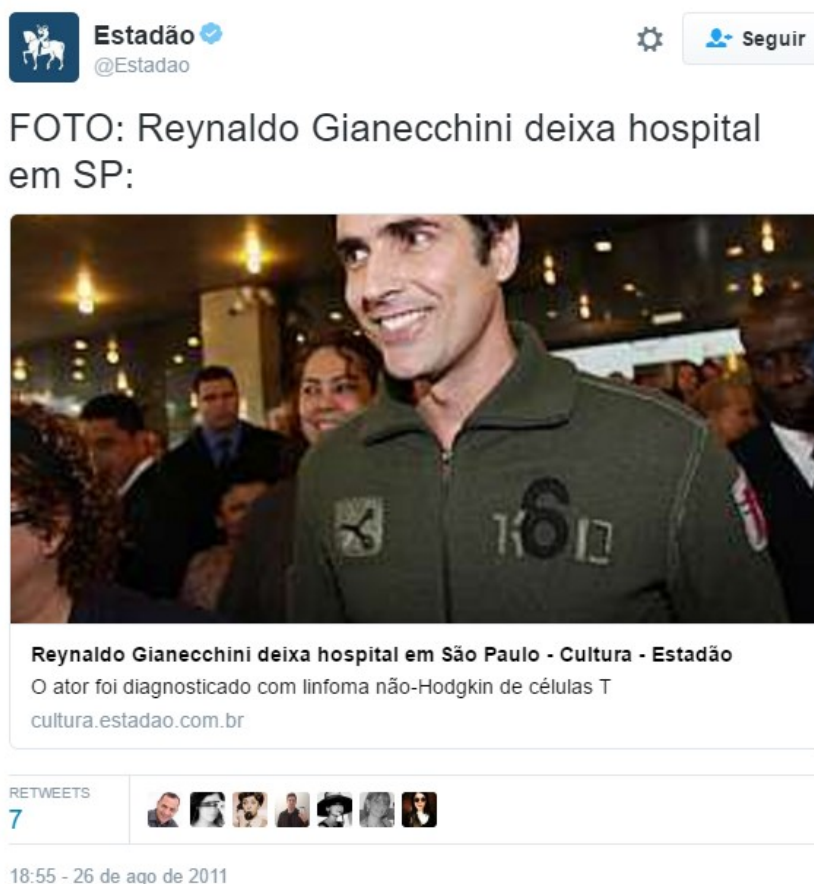 Estadão
@Estadao
Seguir
FOTO: Reynaldo Gianecchini deixa hospital
em SP:
6
Reynaldo Gianecchini deixa hospital em São Paulo - Cultura - Estadão
O ator foi diagnosticado com linfoma não-Hodgkin de células T
cultura.estadao.com.br
RETWEETS
7
18:55 - 26 de ago de 2011